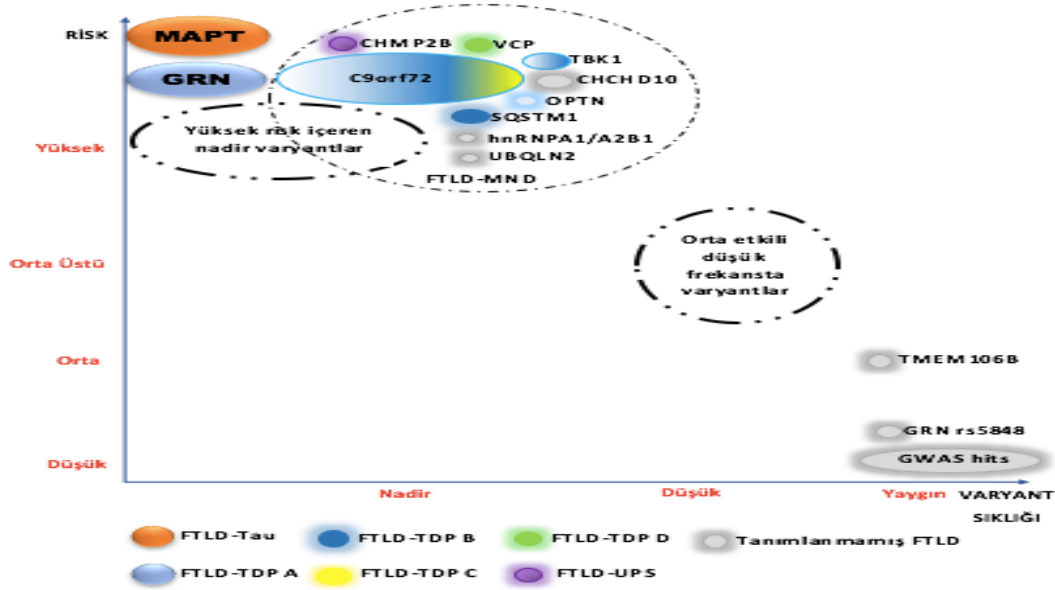 RİSK
MAPT
CHMP2B
VCP
TBK1
GRN
C9orf72
CHCHD10
OPTN
SQSTM1
Yüksek risk içeren
nadir varyantlar
hnRNPA1/A2B1
Yüksek
UBQLN2
FTLD-MND
Orta etkili
düşük
frekansta
varyantlar
Orta Üstü
Orta
TMEM106B
GRN rs5848
GWAS hits
Düşük
Nadir
Düşük
Yaygın
VARYANT
SIKLIĞI
FTLD-Tau
FTLD-TDP B
FTLD-TDP D
Tanımlanmamış FTLD
FTLD-TDP A
FTLD-TDP C
FTLD-UPS